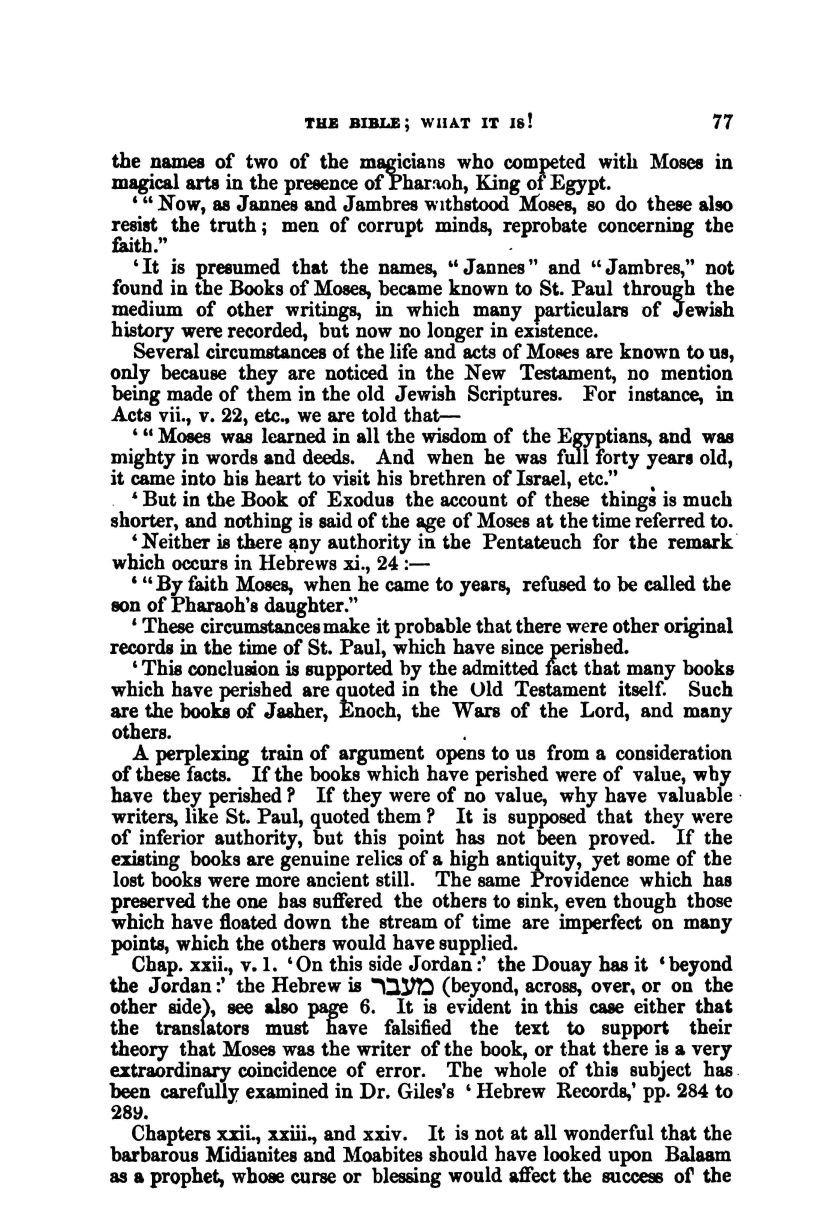 THE BIBLE; WHAT IT IS! 77
the names of two of the magicians who competed with Moses in
magical arts in the presence of Pharaoh, King of Egypt.
‘“Now, as Jannes and Jambres withstood Moses, so do these also
resist the truth; men of corrupt minds, reprobate concerning the
faith.”
‘It is presumed that the names, “Jannes” and “Jambres,” not
found in the Books of Moses, became known to St. Paul through the
medium of other writings, in which many particulars of Jewish
history were recorded, but now no longer in existence.
Several circumstances of the life and acts of Moses are known to us,
only because they are noticed in the New Testament, no mention
being made of them in the old Jewish Scriptures. For instance, in
Acts vii., v. 22, etc., we are told that—
‘“Moses was learned in all the wisdom of the Egyptians, and was
mighty in words and deeds. And when he was full forty years old,
it came into his heart to visit his brethren of Israel, etc.”
‘But in the Book of Exodus the account of these things is much
shorter, and nothing is said of the age of Moses at the time referred to.
‘Neither is there any authority in the Pentateuch for the remark
which occurs in Hebrews xi., 24:—
‘“By faith Moses, when he came to years, refused to be called the
son of Pharaoh's daughter.”
‘These circumstances make it probable that there were other original
records in the time of St. Paul, which have since perished.
‘This conclusion is supported by the admitted fact that many books
which have perished are quoted in the Old Testament itself. Such
are the books of Jasher, Enoch, the Wars of the Lord, and many
others.
A perplexing train of argument opens to us from a consideration
of these facts. If the books which have perished were of value, why
have they perished? If they were of no value, why have valuable
writers, like St. Paul, quoted them? It is supposed that they were
of inferior authority, but this point has not been proved. If the
existing books are genuine relics of a high antiquity, yet some of the
lost books were more ancient still. The same Providence which has
preserved the one has suffered the others to sink, even though those
which have floated down the stream of time are imperfect on many
points, which the others would have supplied.
Chap. xxii., v. 1. ‘On this side Jordan:’ the Douay has it ‘beyond
the Jordan:’ the Hebrew is מעבר (beyond, across, over, or on the
other side), see also page 6. It is evident in this case either that
the translators must have falsified the text to support their
theory that Moses was the writer of the book, or that there is a very
extraordinary coincidence of error. The whole of this subject has
been carefully examined in Dr. Giles's ‘Hebrew Records,’ pp. 284 to
289.
Chapters xxii., xxiii., and xxiv. It is not at all wonderful that the
barbarous Midianites and Moabites should have looked upon Balaam
as a prophet, whose curse or blessing would affect the success of the